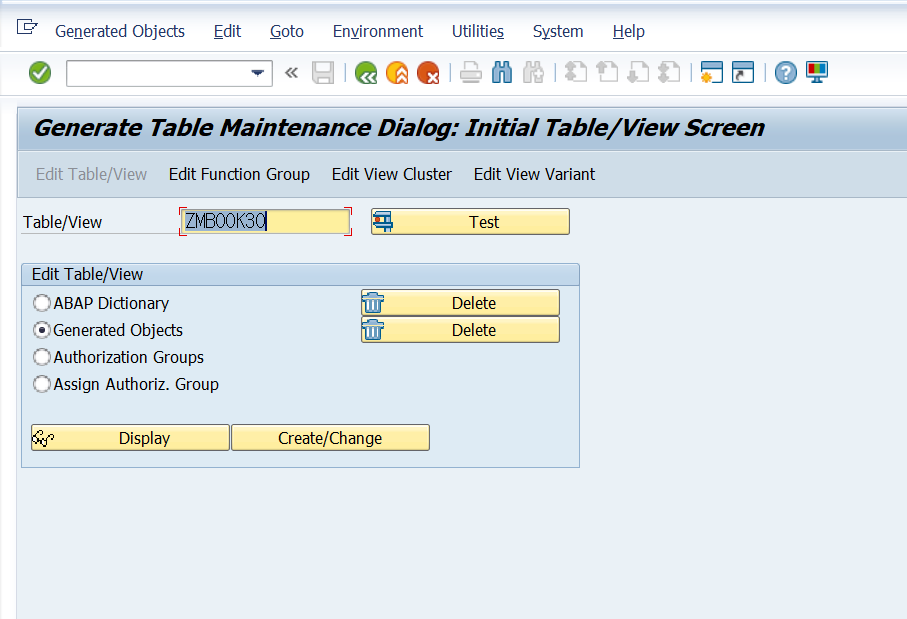 Generated Objects Edit Goto Environment Utilities System Help
Generate Table Maintenance Dialog: Initial Table/View Screen
Edit Table/View Edit Function Group Edit View Cluster Edit View Variant
Table/View ZMBOOK30 Test
Edit Table/View
ABAP Dictionary Delete
Generated Objects Delete
Authorization Groups
Assign Authoriz. Group
Display Create/Change